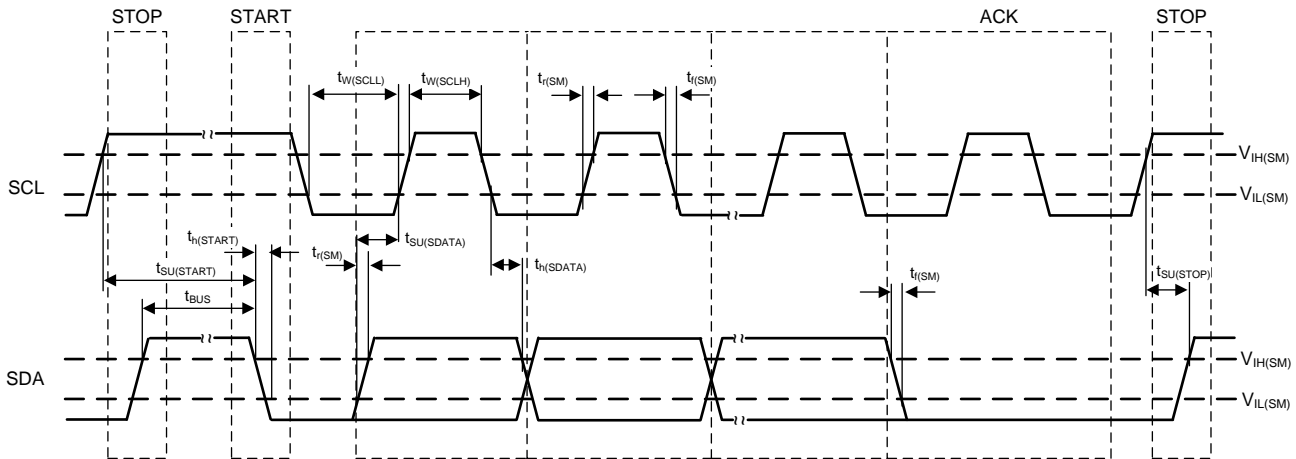 STOP START ACK STOP
tW(SCLL) tW(SCLH) tr(SM) tf(SM)
VIH(SM)
SCL
VIL(SM)
th(START) tr(SM) tSU(SDATA)
tSU(START) th(SDATA) tf(SM) tSU(STOP)
tBUS
VIH(SM)
SDA
VIL(SM)